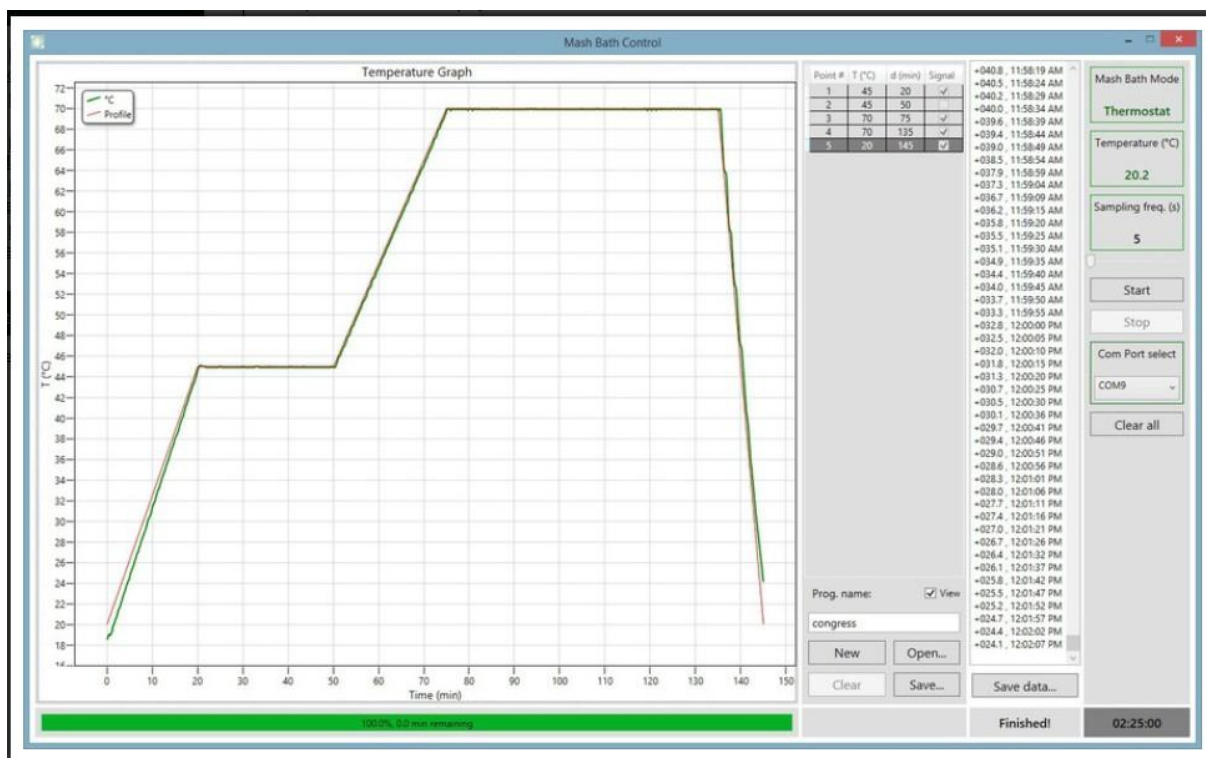 Mash Bath Control
Temperature Graph
°C
Profile
72
70
68
66
64
62
60
58
56
54
52
50
48
46
44
42
40
38
36
34
32
30
28
26
24
22
20
18
16
T (°C)
0 10 20 30 40 50 60 70 80 90 100 110 120 130 140 150
Time (min)
100.0%, 0.0 min remaining
Point # T (°C) d (min) Signal
1 45 20
2 45 50
3 70 75
4 70 135
5 20 145
Prog. name: View
congress
New Open...
Clear Save...
+040.8 , 11:58:19 AM
+040.5 , 11:58:24 AM
+040.2 , 11:58:29 AM
+040.0 , 11:58:34 AM
+039.6 , 11:58:39 AM
+039.4 , 11:58:44 AM
+039.0 , 11:58:49 AM
+038.5 , 11:58:54 AM
+037.9 , 11:58:59 AM
+037.3 , 11:59:04 AM
+036.7 , 11:59:09 AM
+036.2 , 11:59:15 AM
+035.8 , 11:59:20 AM
+035.5 , 11:59:25 AM
+035.1 , 11:59:30 AM
+034.9 , 11:59:35 AM
+034.4 , 11:59:40 AM
+034.0 , 11:59:45 AM
+033.7 , 11:59:50 AM
+033.3 , 11:59:55 AM
+032.8 , 12:00:00 PM
+032.5 , 12:00:05 PM
+032.0 , 12:00:10 PM
+031.8 , 12:00:15 PM
+031.3 , 12:00:20 PM
+030.7 , 12:00:25 PM
+030.5 , 12:00:30 PM
+030.1 , 12:00:36 PM
+029.7 , 12:00:41 PM
+029.4 , 12:00:46 PM
+029.0 , 12:00:51 PM
+028.6 , 12:00:56 PM
+028.3 , 12:01:01 PM
+028.0 , 12:01:06 PM
+027.7 , 12:01:11 PM
+027.4 , 12:01:16 PM
+027.0 , 12:01:21 PM
+026.7 , 12:01:26 PM
+026.4 , 12:01:32 PM
+026.1 , 12:01:37 PM
+025.8 , 12:01:42 PM
+025.5 , 12:01:47 PM
+025.2 , 12:01:52 PM
+024.7 , 12:01:57 PM
+024.4 , 12:02:02 PM
+024.1 , 12:02:07 PM
Save data...
Finished!
Mash Bath Mode
Thermostat
Temperature (°C)
20.2
Sampling freq. (s)
5
Start
Stop
Com Port select
COM9
Clear all
02:25:00